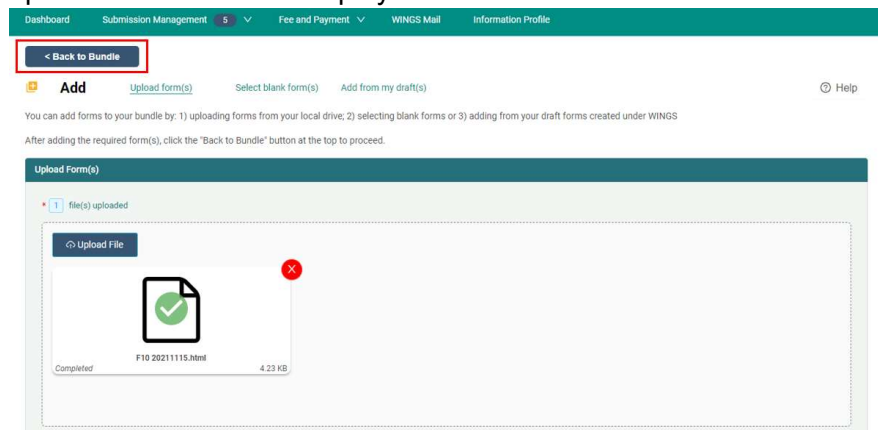 Dashboard Submission Management 5 Fee and Payment WINGS Mail Information Profile
< Back to Bundle
Add Upload form(s) Select blank form(s) Add from my draft(s) Help
You can add forms to your bundle by: 1) uploading forms from your local drive; 2) selecting blank forms or 3) adding from your draft forms created under WINGS
After adding the required form(s), click the "Back to Bundle" button at the top to proceed.
Upload Form(s)
* 1 file(s) uploaded
Upload File
X
F10 20211115.html
Completed 4.23 KB